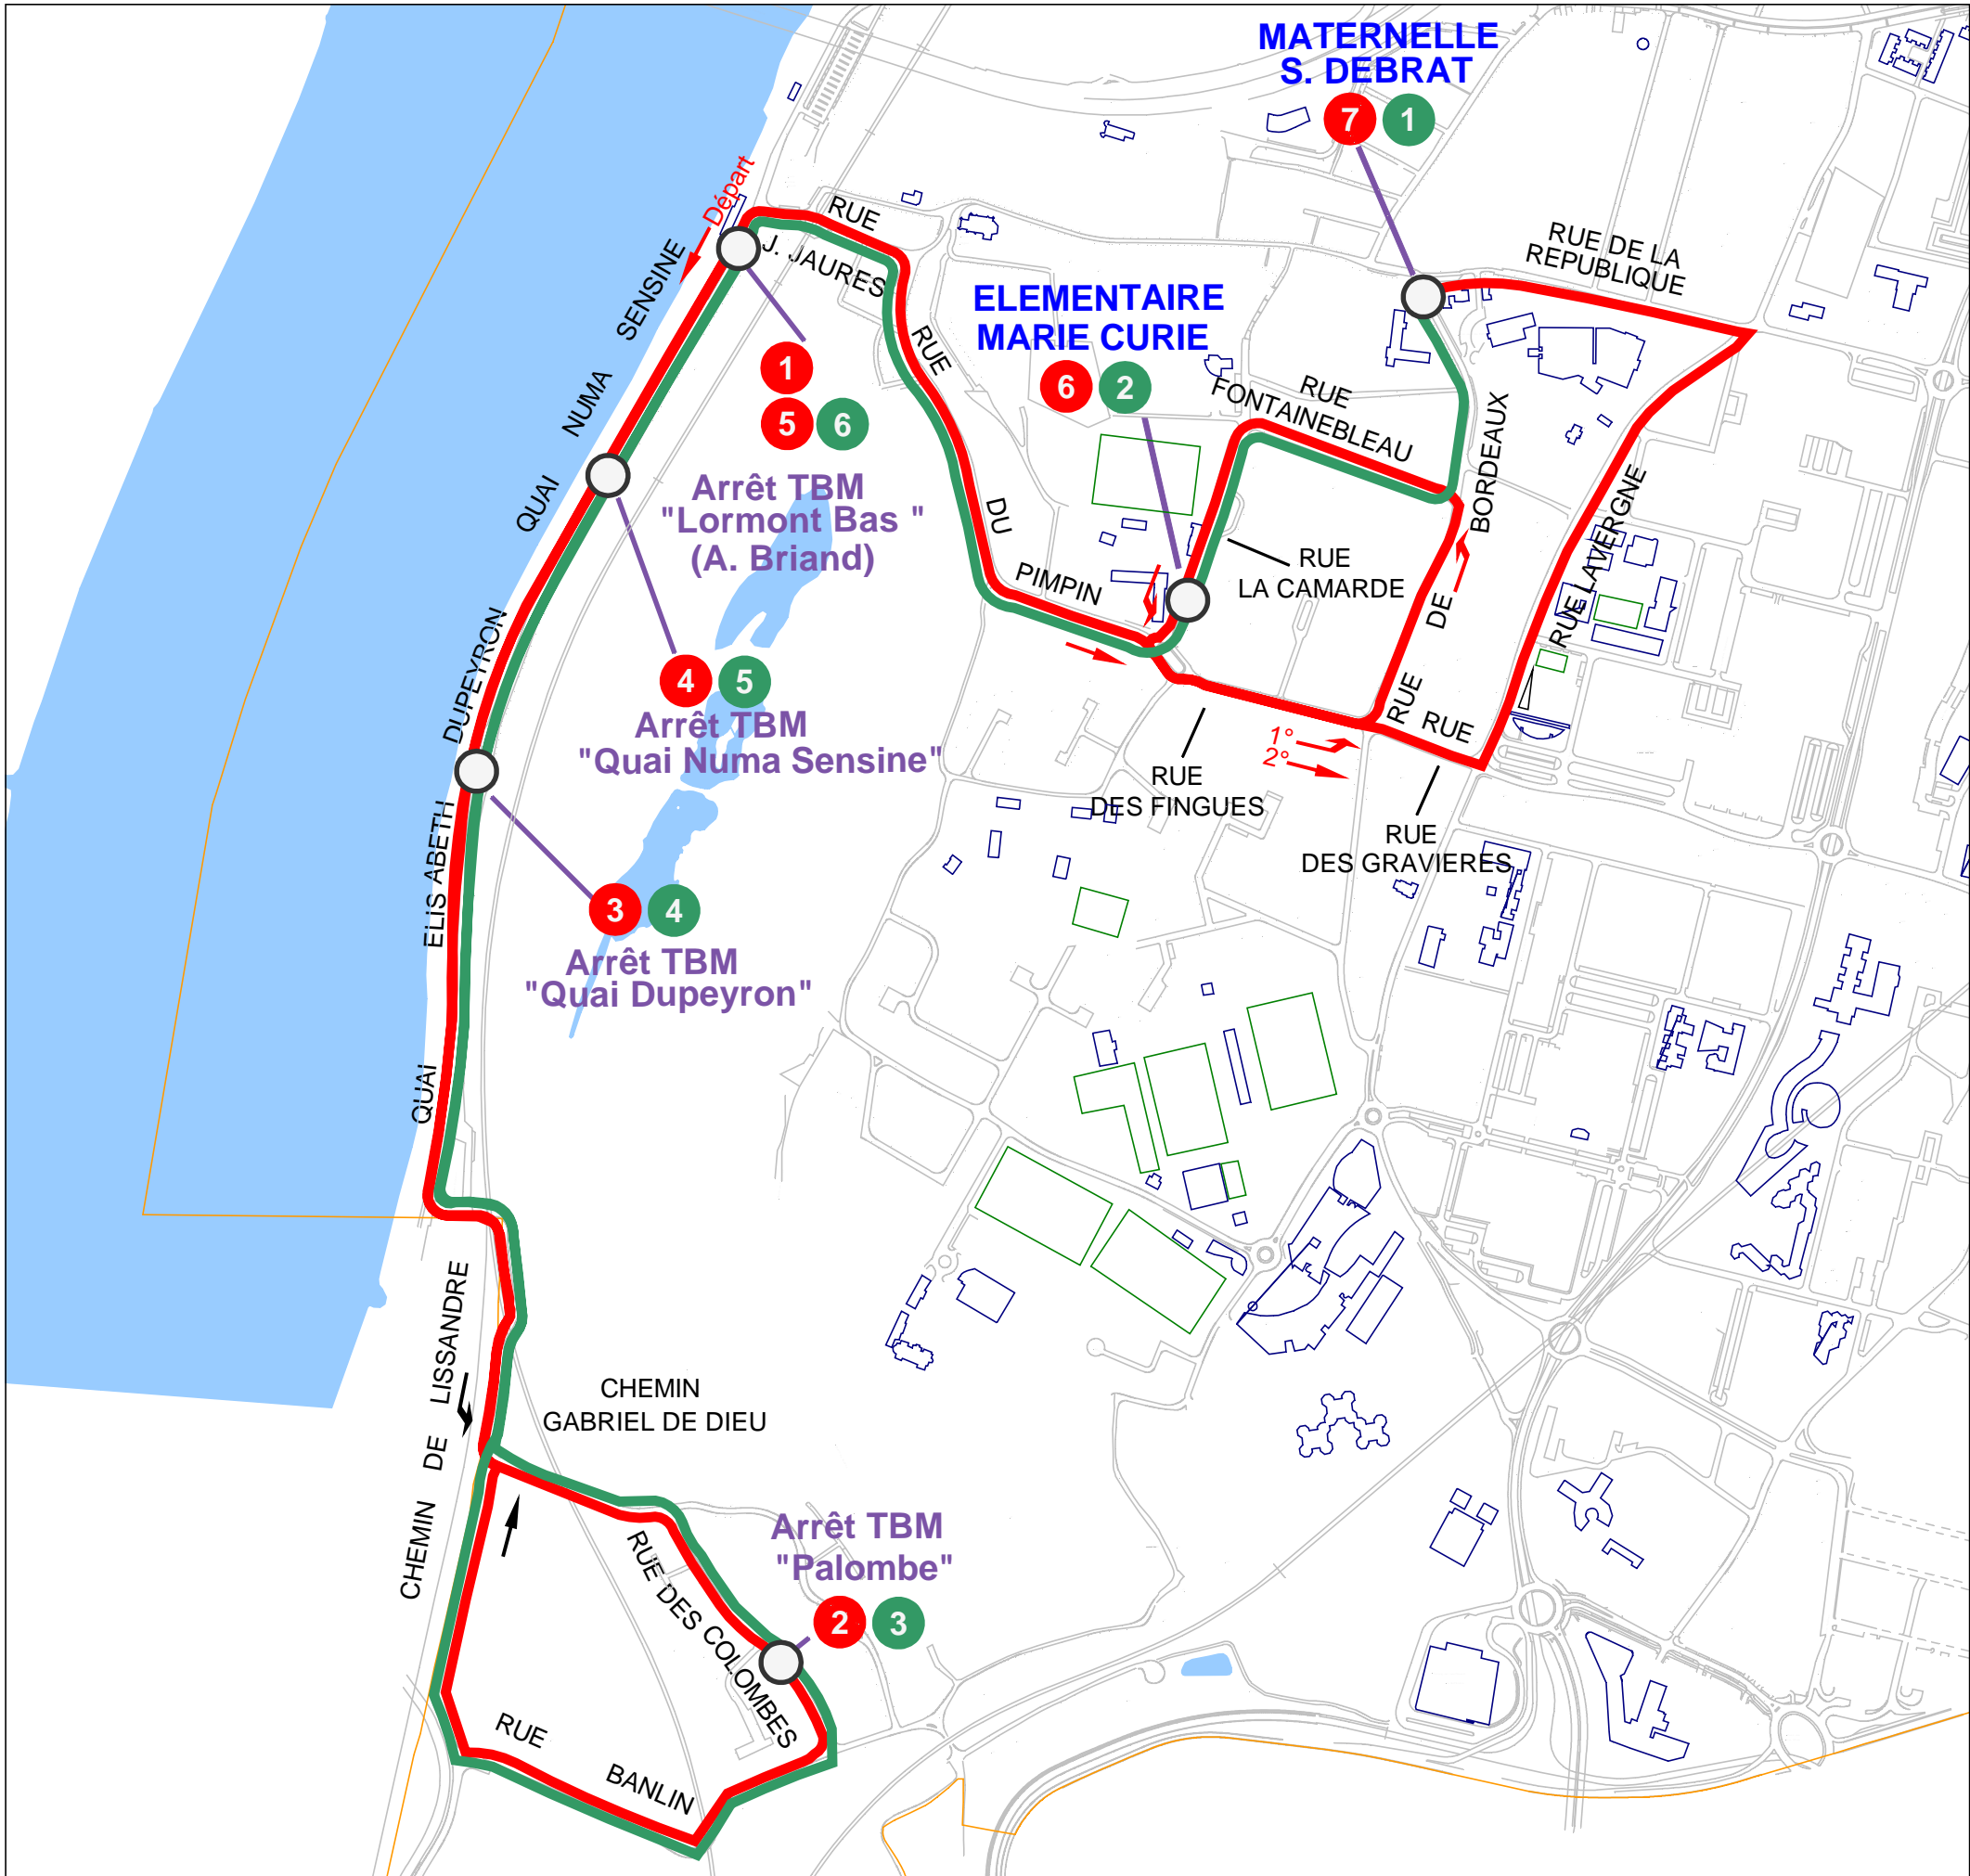 MATERNELLE
S. DEBRAT
7 1
Départ
RUE
J. JAURES
RUE DE LA
REPUBLIQUE
SENSINE
NUMA
QUAI
ELEMENTAIRE
MARIE CURIE
6 2
RUE
DU
PIMPIN
RUE
FONTAINEBLEAU
1
5 6
Arrêt TBM
"Lormont Bas "
(A. Briand)
BORDEAUX
DE
RUE
RUE LAVERGNE
RUE
LA CAMARDE
DUPEYRON
ELIS ABETH
QUAI
4 5
Arrêt TBM
"Quai Numa Sensine"
1°
2°
RUE
DES FINGUES
RUE
RUE
DES GRAVIERES
3 4
Arrêt TBM
"Quai Dupeyron"
LISSANDRE
DE
CHEMIN
CHEMIN
GABRIEL DE DIEU
Arrêt TBM
"Palombe"
2 3
RUE DES COLOMBES
RUE
BANLIN